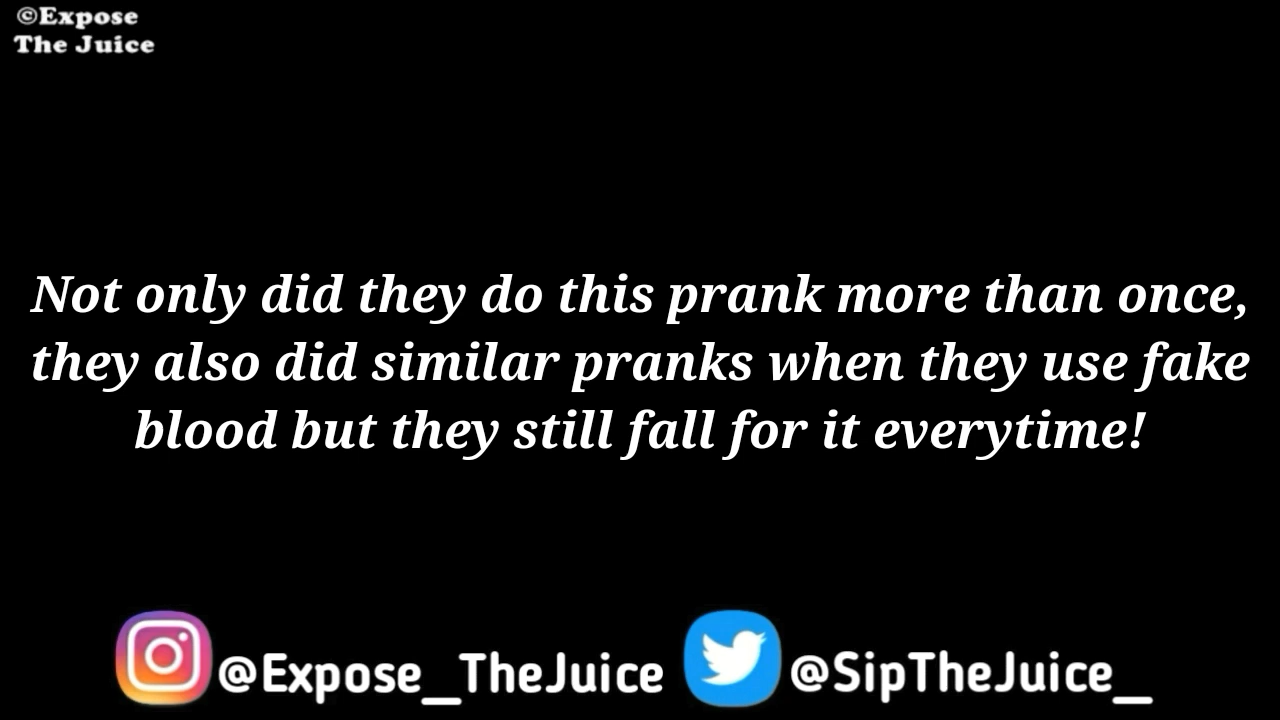 ©Expose
The Juice
Not only did they do this prank more than once,
they also did similar pranks when they use fake
blood but they still fall for it everytime!
@Expose_TheJuice @SipTheJuice_